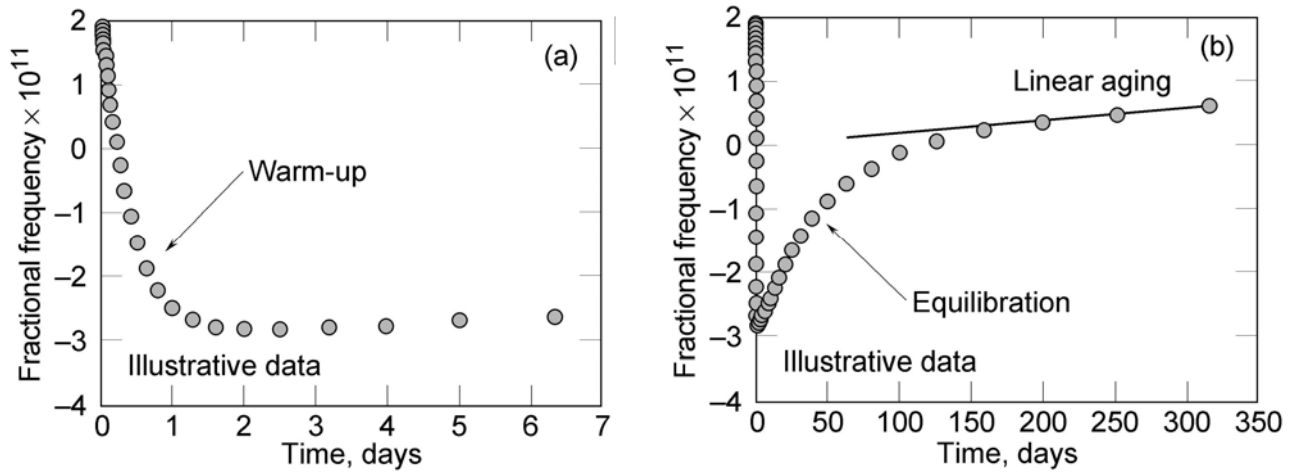 Fractional frequency × 10¹¹
2
1
0
–1
–2
–3
–4
(a)
Warm-up
Illustrative data
0 1 2 3 4 5 6 7
Time, days
Fractional frequency × 10¹¹
2
1
0
–1
–2
–3
–4
(b)
Linear aging
Equilibration
Illustrative data
0 50 100 150 200 250 300 350
Time, days